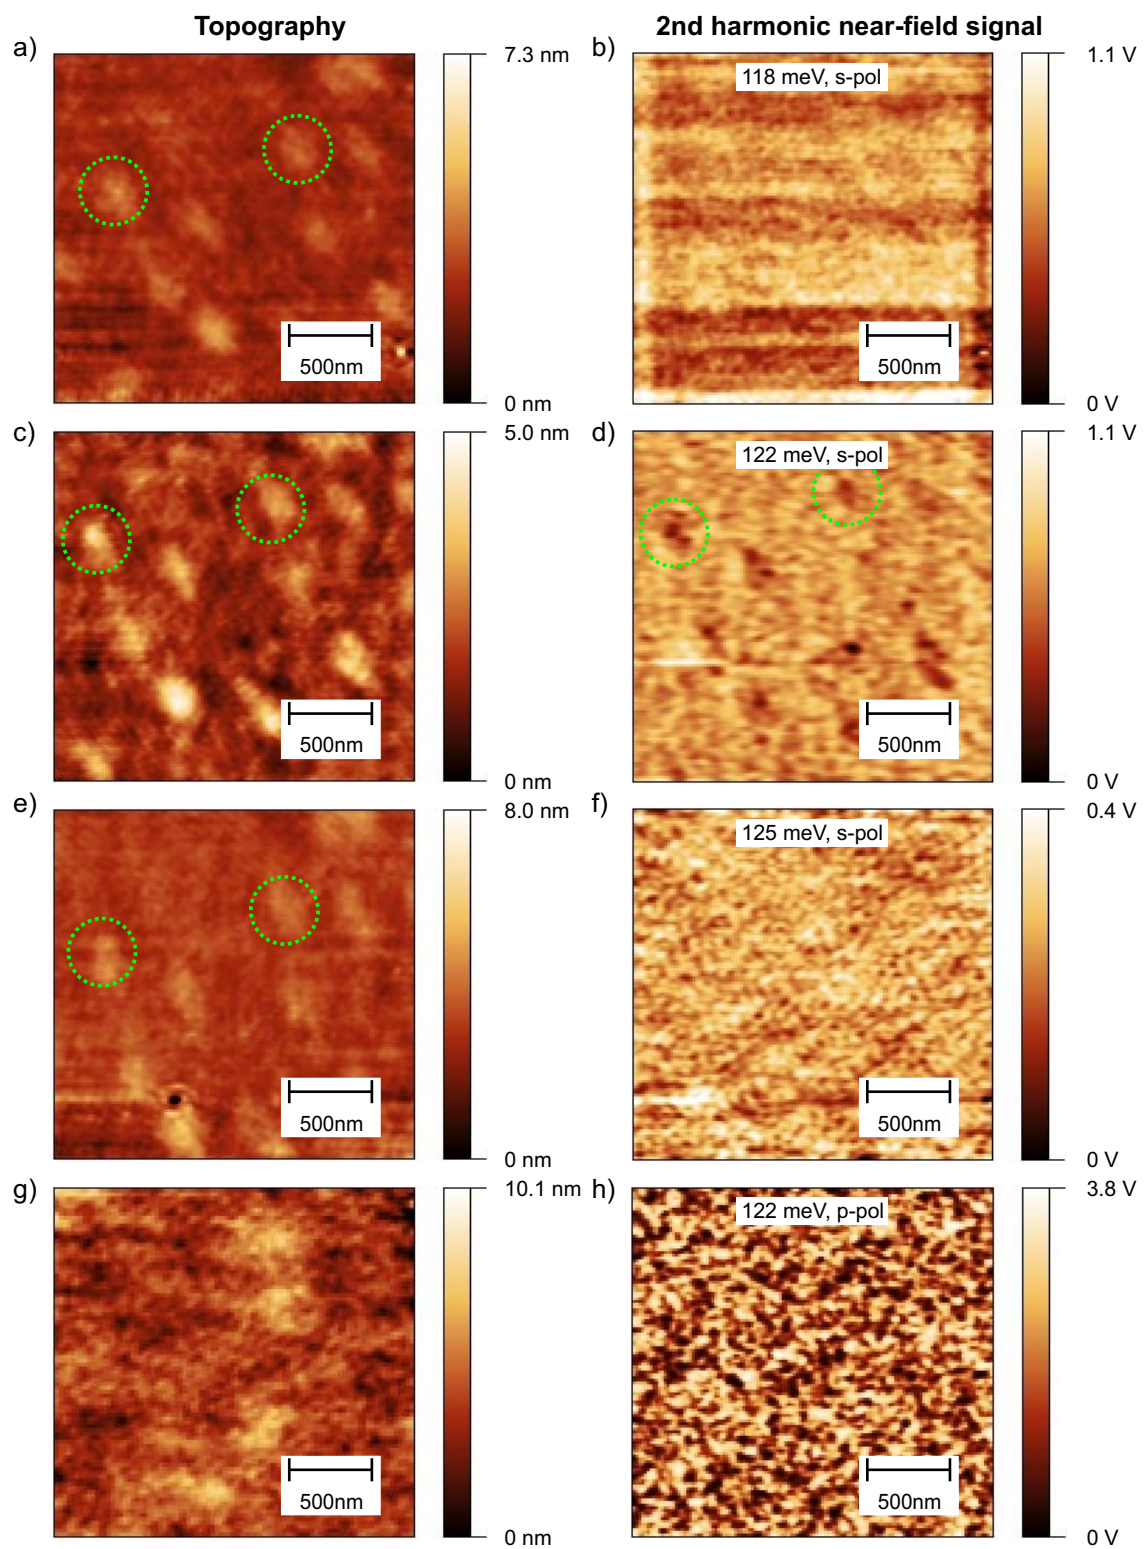 Topography
2nd harmonic near-field signal
a)
7.3 nm
0 nm
500nm
b)
118 meV, s-pol
1.1 V
0 V
500nm
c)
5.0 nm
0 nm
500nm
d)
122 meV, s-pol
1.1 V
0 V
500nm
e)
8.0 nm
0 nm
500nm
f)
125 meV, s-pol
0.4 V
0 V
500nm
g)
10.1 nm
0 nm
500nm
h)
122 meV, p-pol
3.8 V
0 V
500nm